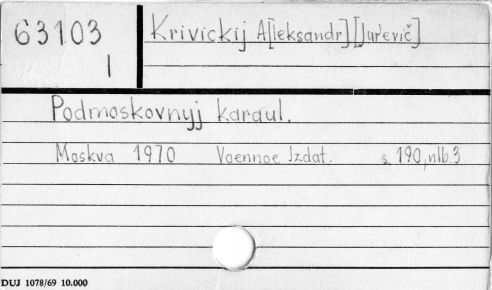 63103 Krivickij A[leksandr] [Jur'evič]
I
Podmoskovnyj karaul.
Moskva 1970 Voennoe Izdat. s. 190, nlb. 3
DUJ 1078/69 10.000